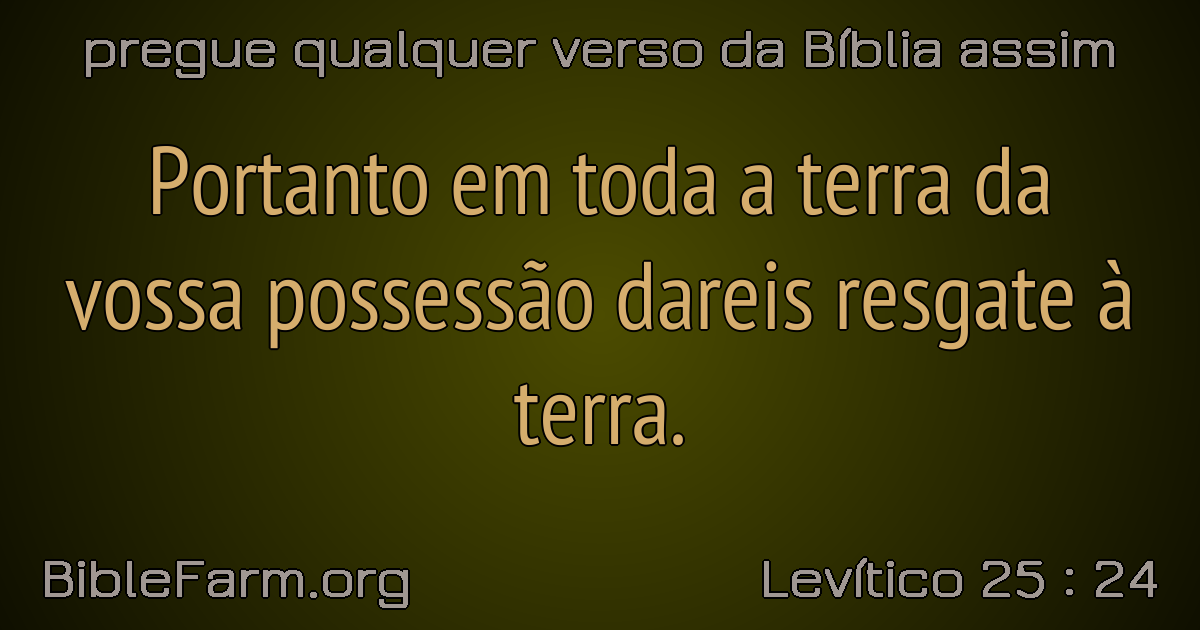 pregue qualquer verso da Bíblia assim
Portanto em toda a terra da
vossa possessão dareis resgate à
terra.
BibleFarm.org
Levítico 25 : 24